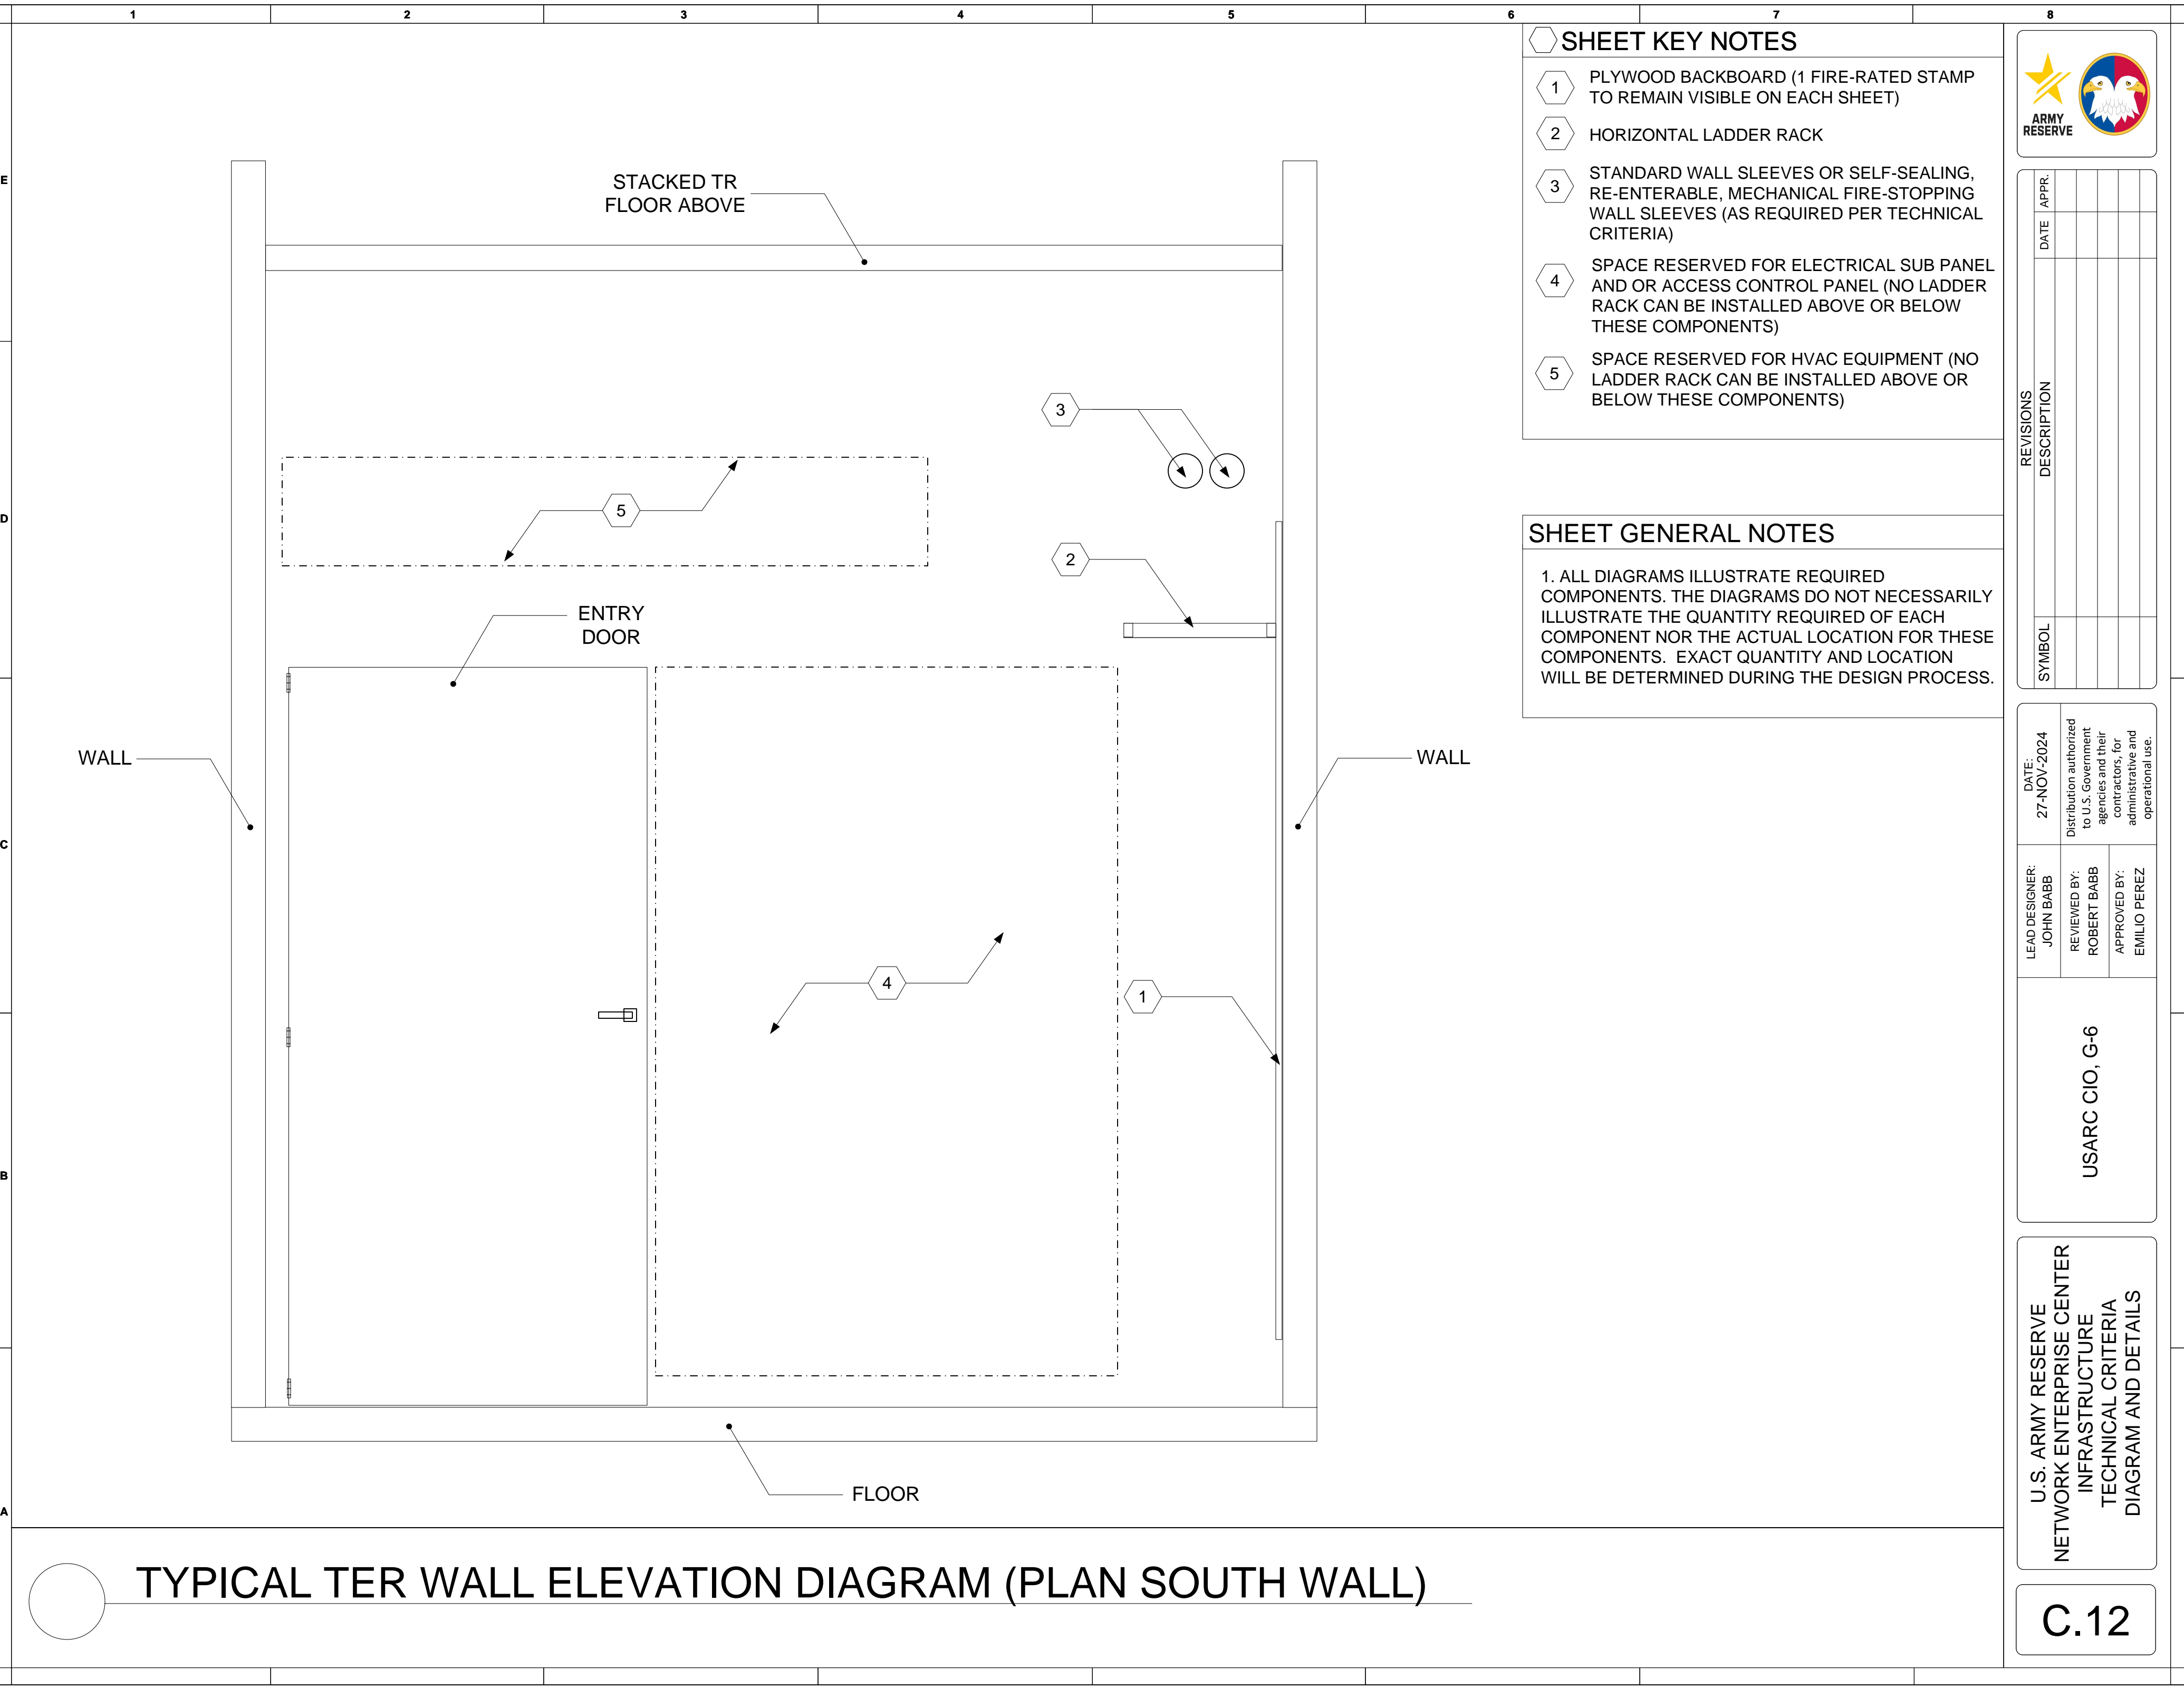 1 2 3 4 5 6 7 8
E
D
C
B
A
STACKED TR
FLOOR ABOVE
3
5
2
ENTRY
DOOR
WALL
WALL
4
1
FLOOR
SHEET KEY NOTES
1 PLYWOOD BACKBOARD (1 FIRE-RATED STAMP
TO REMAIN VISIBLE ON EACH SHEET)
2 HORIZONTAL LADDER RACK
3 STANDARD WALL SLEEVES OR SELF-SEALING,
RE-ENTERABLE, MECHANICAL FIRE-STOPPING
WALL SLEEVES (AS REQUIRED PER TECHNICAL
CRITERIA)
4 SPACE RESERVED FOR ELECTRICAL SUB PANEL
AND OR ACCESS CONTROL PANEL (NO LADDER
RACK CAN BE INSTALLED ABOVE OR BELOW
THESE COMPONENTS)
5 SPACE RESERVED FOR HVAC EQUIPMENT (NO
LADDER RACK CAN BE INSTALLED ABOVE OR
BELOW THESE COMPONENTS)
SHEET GENERAL NOTES
1. ALL DIAGRAMS ILLUSTRATE REQUIRED
COMPONENTS. THE DIAGRAMS DO NOT NECESSARILY
ILLUSTRATE THE QUANTITY REQUIRED OF EACH
COMPONENT NOR THE ACTUAL LOCATION FOR THESE
COMPONENTS. EXACT QUANTITY AND LOCATION
WILL BE DETERMINED DURING THE DESIGN PROCESS.
ARMY
RESERVE
REVISIONS
SYMBOL DESCRIPTION DATE APPR.
DATE:
27-NOV-2024
Distribution authorized
to U.S. Government
agencies and their
contractors, for
administrative and
operational use.
LEAD DESIGNER:
JOHN BABB
REVIEWED BY:
ROBERT BABB
APPROVED BY:
EMILIO PEREZ
USARC CIO, G-6
U.S. ARMY RESERVE
NETWORK ENTERPRISE CENTER
INFRASTRUCTURE
TECHNICAL CRITERIA
DIAGRAM AND DETAILS
C.12
TYPICAL TER WALL ELEVATION DIAGRAM (PLAN SOUTH WALL)